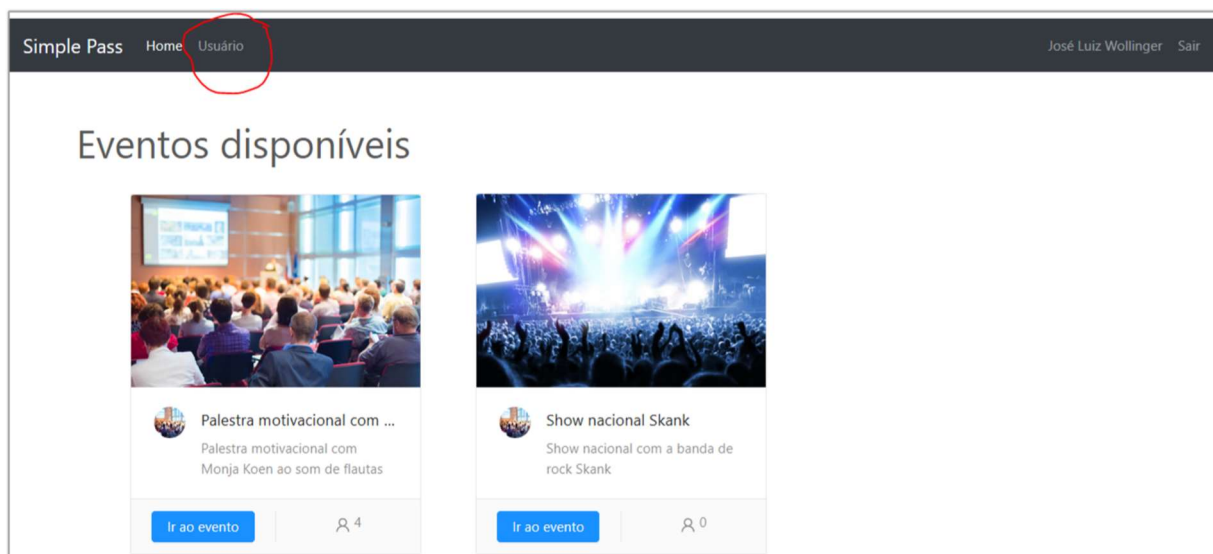 Simple Pass Home Usuário José Luiz Wollinger Sair
Eventos disponíveis
Palestra motivacional com ...
Palestra motivacional com
Monja Koen ao som de flautas
Ir ao evento 4
Show nacional Skank
Show nacional com a banda de
rock Skank
Ir ao evento 0